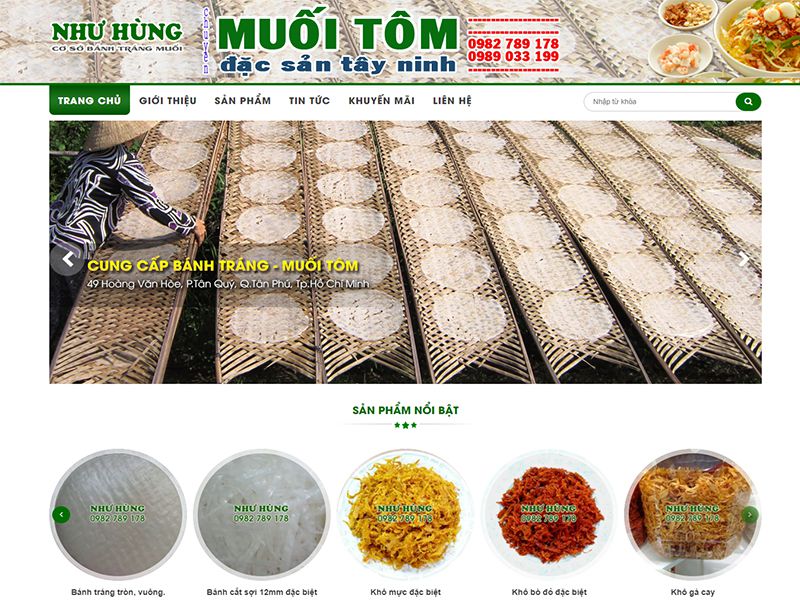 NHƯ HÙNG
CƠ SỞ BÁNH TRÁNG MUỐI
CHUYÊN
MUỐI TÔM
đặc sản tây ninh
0982 789 178
0989 033 199
TRANG CHỦ GIỚI THIỆU SẢN PHẨM TIN TỨC KHUYẾN MÃI LIÊN HỆ
Nhập từ khóa
CUNG CẤP BÁNH TRÁNG - MUỐI TÔM
49 Hoàng Văn Hòe, P.Tân Quý, Q.Tân Phú, Tp.Hồ Chí Minh
SẢN PHẨM NỔI BẬT
NHƯ HÙNG
0982 789 178
NHƯ HÙNG
0982 789 178
NHƯ HÙNG
0982 789 178
NHƯ HÙNG
0982 789 178
NHƯ HÙNG
0982 789 178
Bánh tráng tròn, vuông.
Bánh cắt sợi 12mm đặc biệt
Khô mực đặc biệt
Khô bò đỏ đặc biệt
Khô gà cay